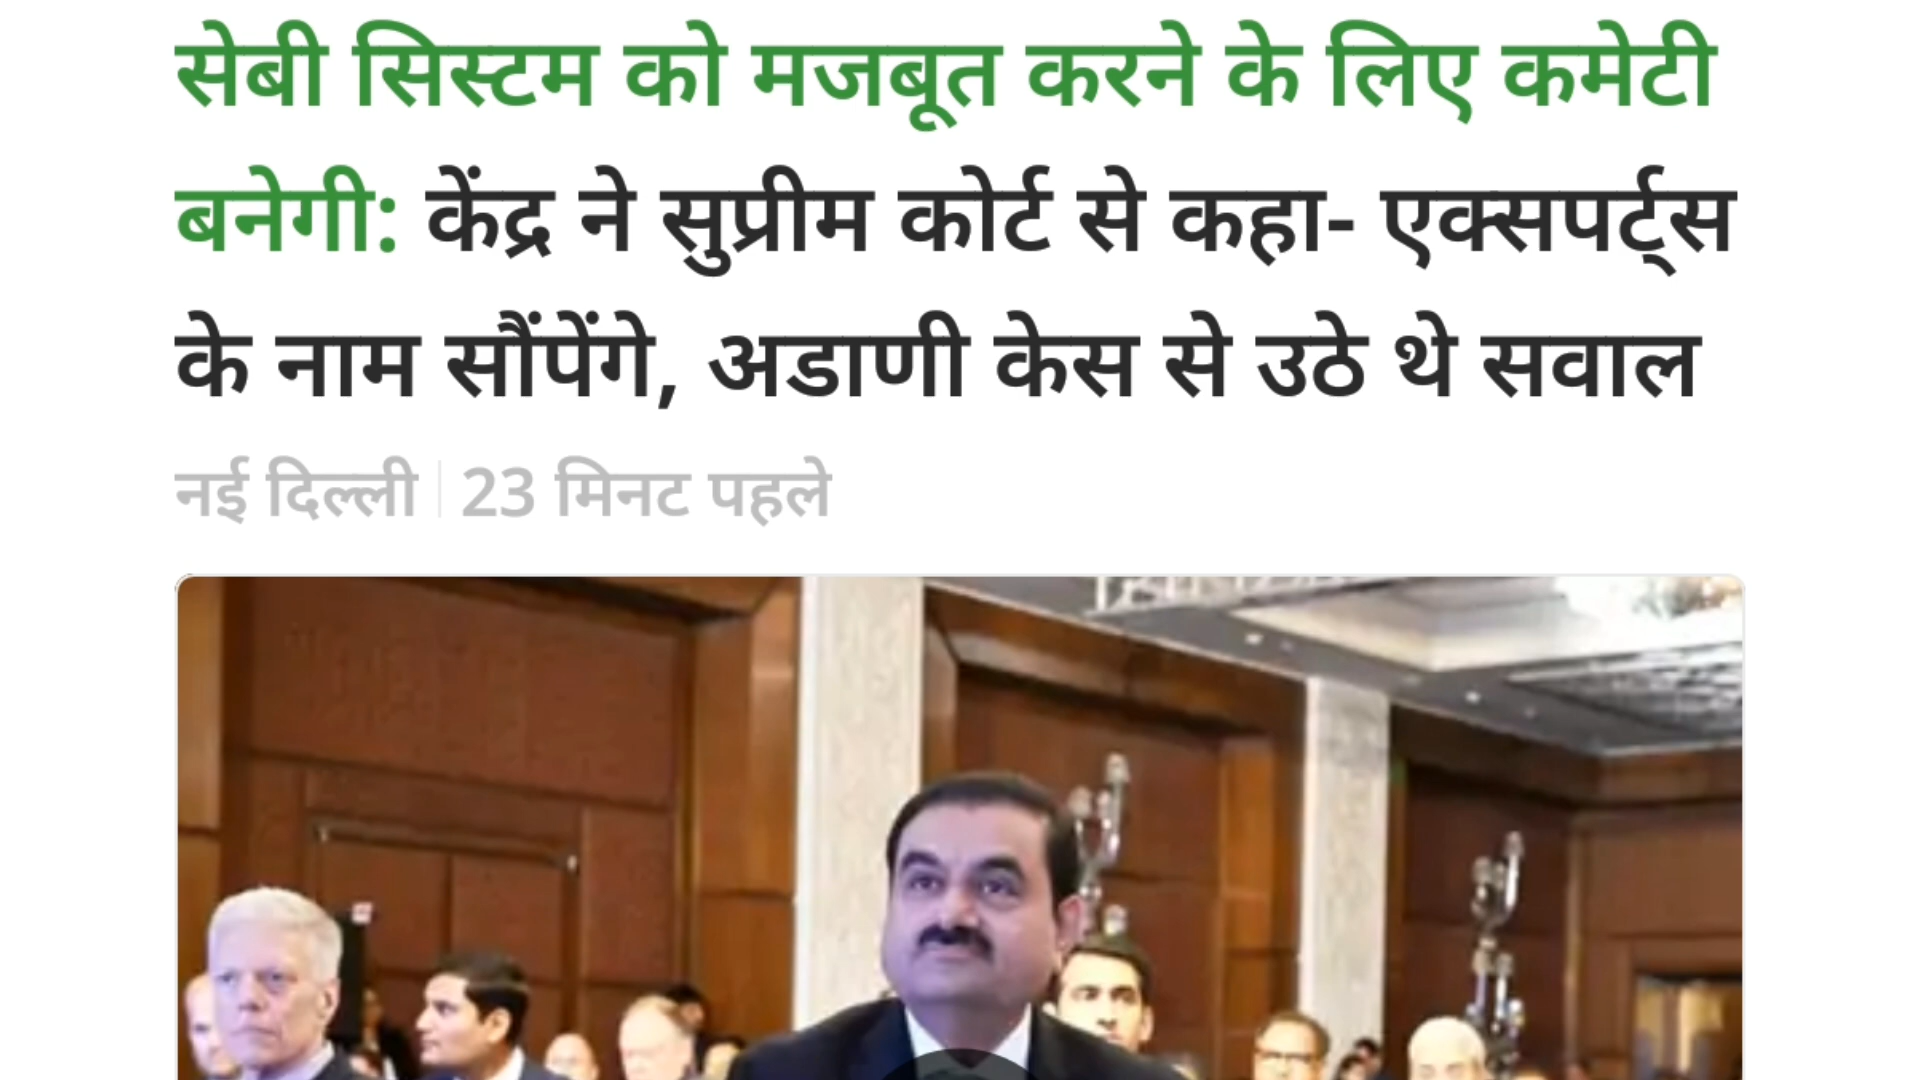 सेबी सिस्टम को मजबूत करने के लिए कमेटी
बनेगी: केंद्र ने सुप्रीम कोर्ट से कहा- एक्सपर्ट्स
के नाम सौंपेंगे, अडाणी केस से उठे थे सवाल
नई दिल्ली | 23 मिनट पहले